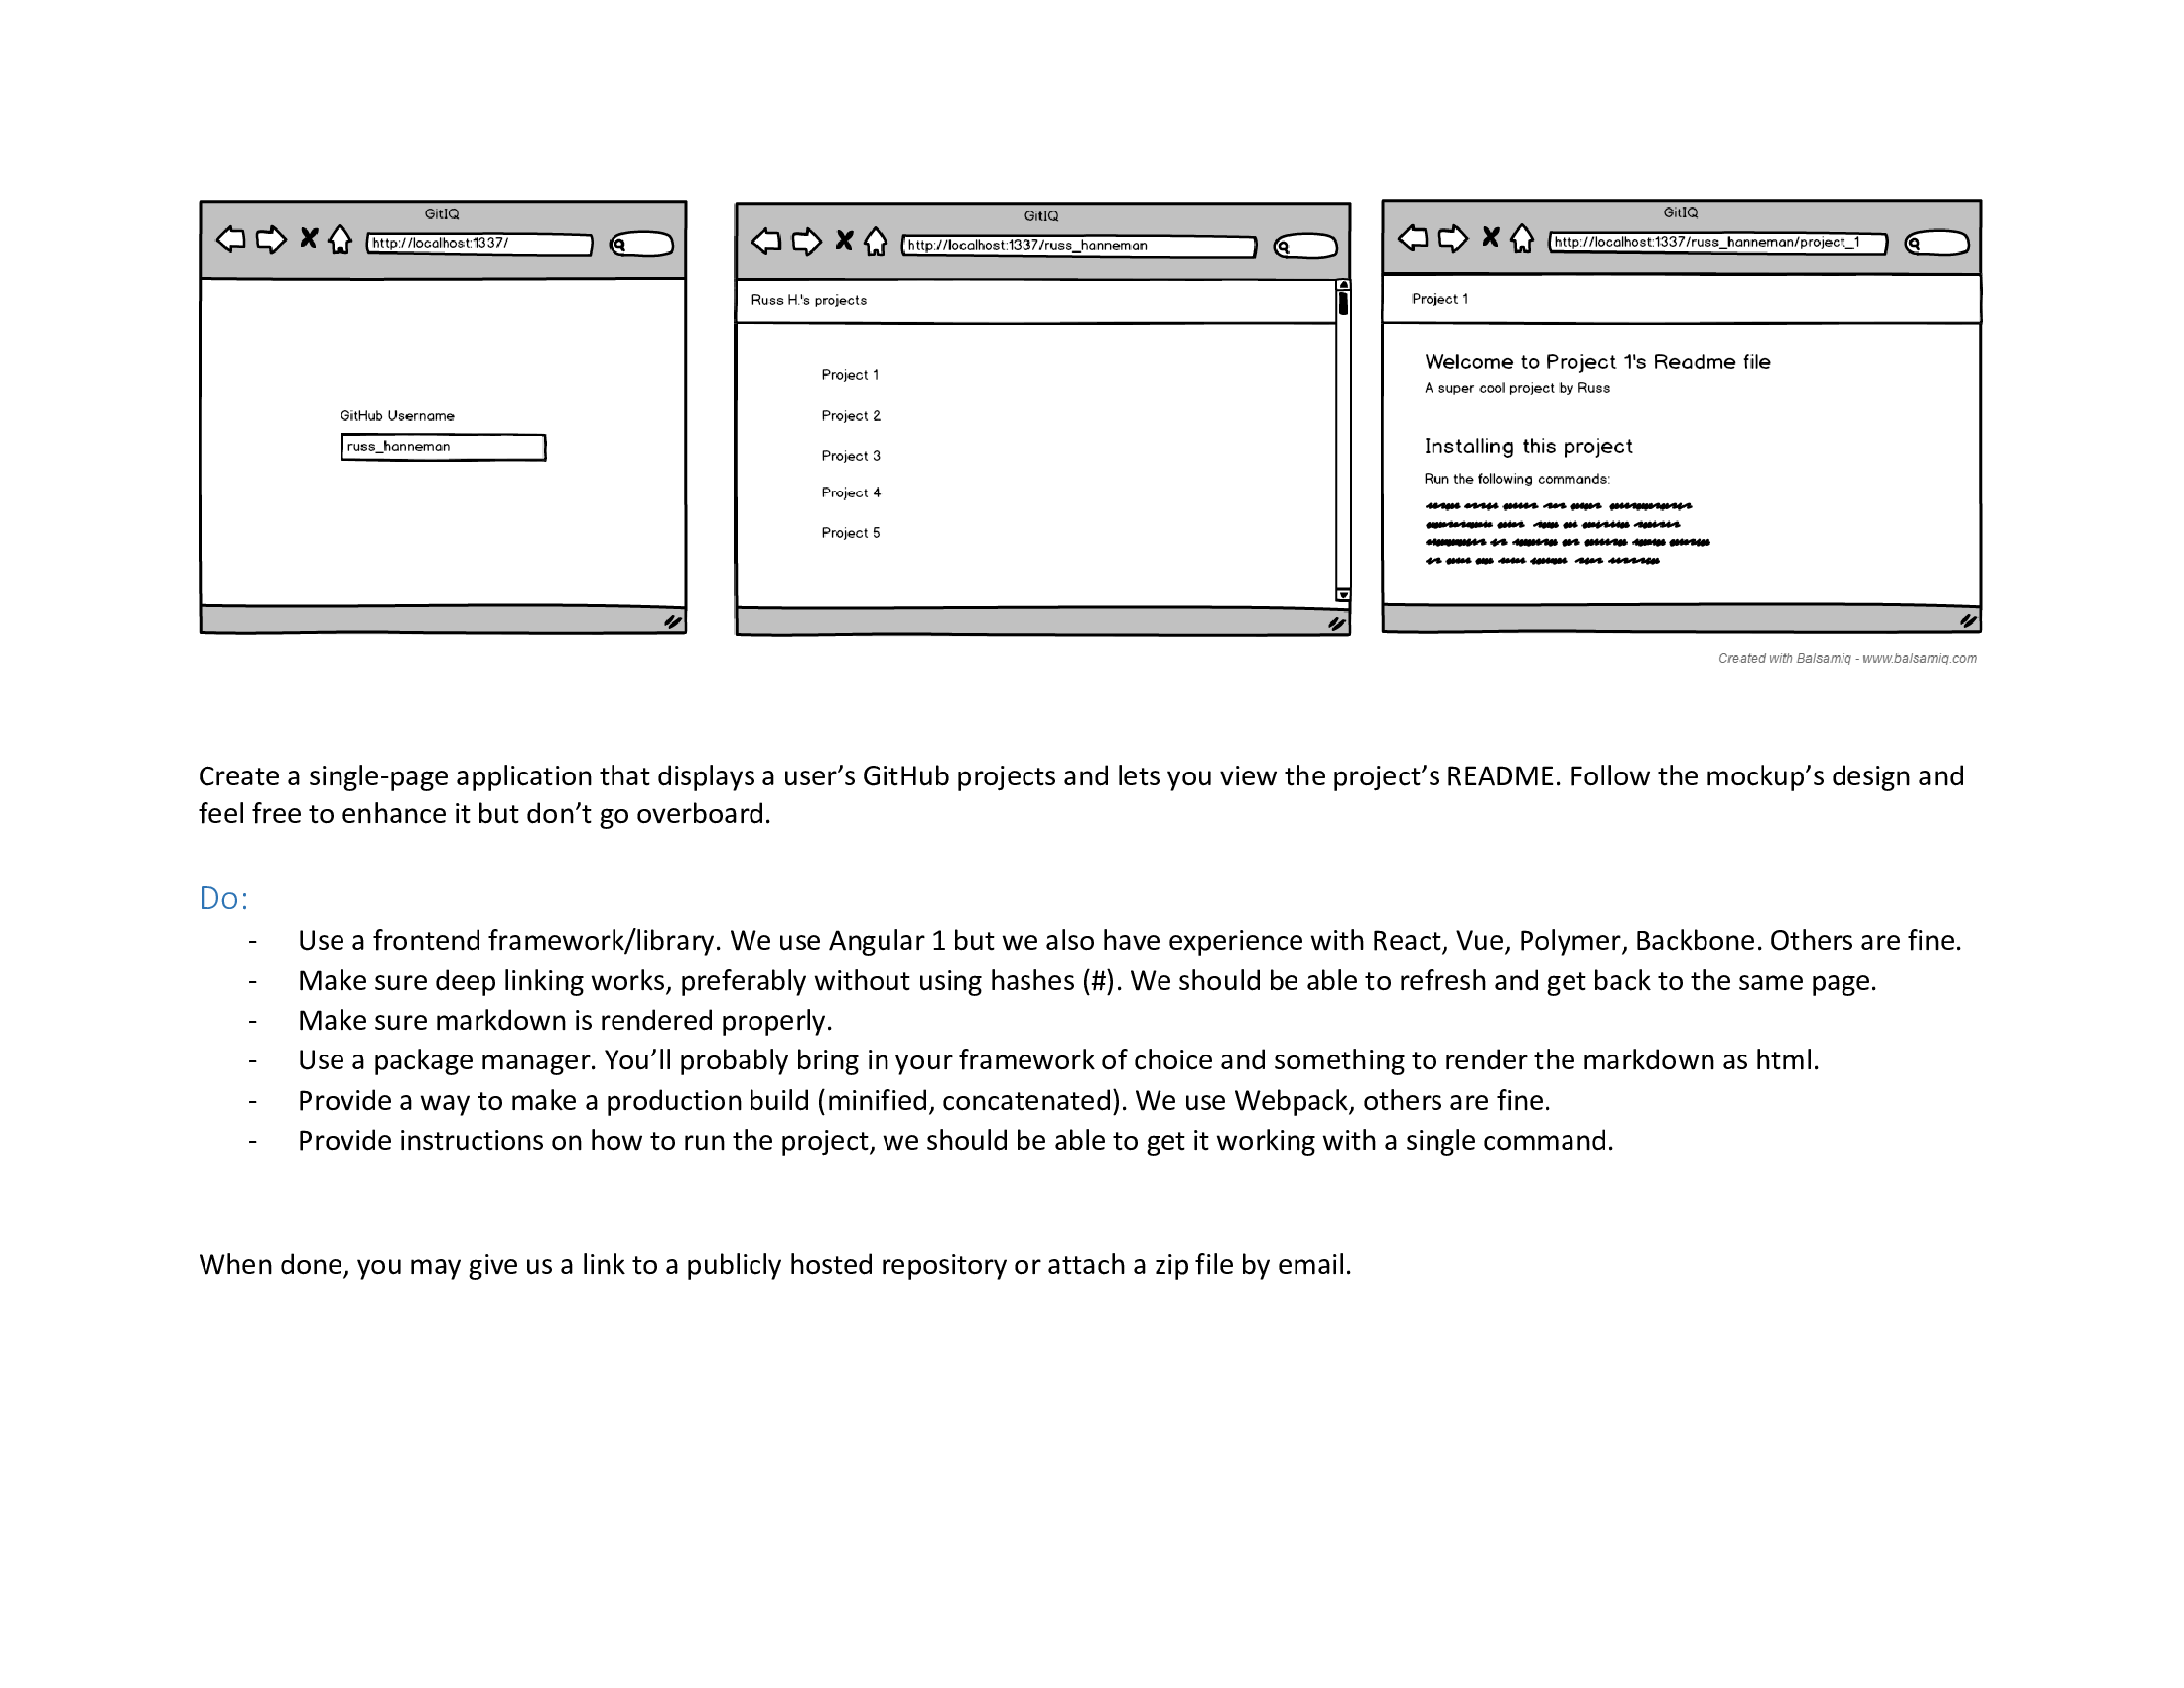 GitIQ
http://localhost:1337/
GitHub Username
russ_hanneman
GitIQ
http://localhost:1337/russ_hanneman
Russ H.'s projects
Project 1
Project 2
Project 3
Project 4
Project 5
GitIQ
http://localhost:1337/russ_hanneman/project_1
Project 1
Welcome to Project 1's Readme file
A super cool project by Russ
Installing this project
Run the following commands:
Created with Balsamiq - www.balsamiq.com
Create a single-page application that displays a user’s GitHub projects and lets you view the project’s README. Follow the mockup’s design and
feel free to enhance it but don’t go overboard.
Do:
- Use a frontend framework/library. We use Angular 1 but we also have experience with React, Vue, Polymer, Backbone. Others are fine.
- Make sure deep linking works, preferably without using hashes (#). We should be able to refresh and get back to the same page.
- Make sure markdown is rendered properly.
- Use a package manager. You’ll probably bring in your framework of choice and something to render the markdown as html.
- Provide a way to make a production build (minified, concatenated). We use Webpack, others are fine.
- Provide instructions on how to run the project, we should be able to get it working with a single command.
When done, you may give us a link to a publicly hosted repository or attach a zip file by email.